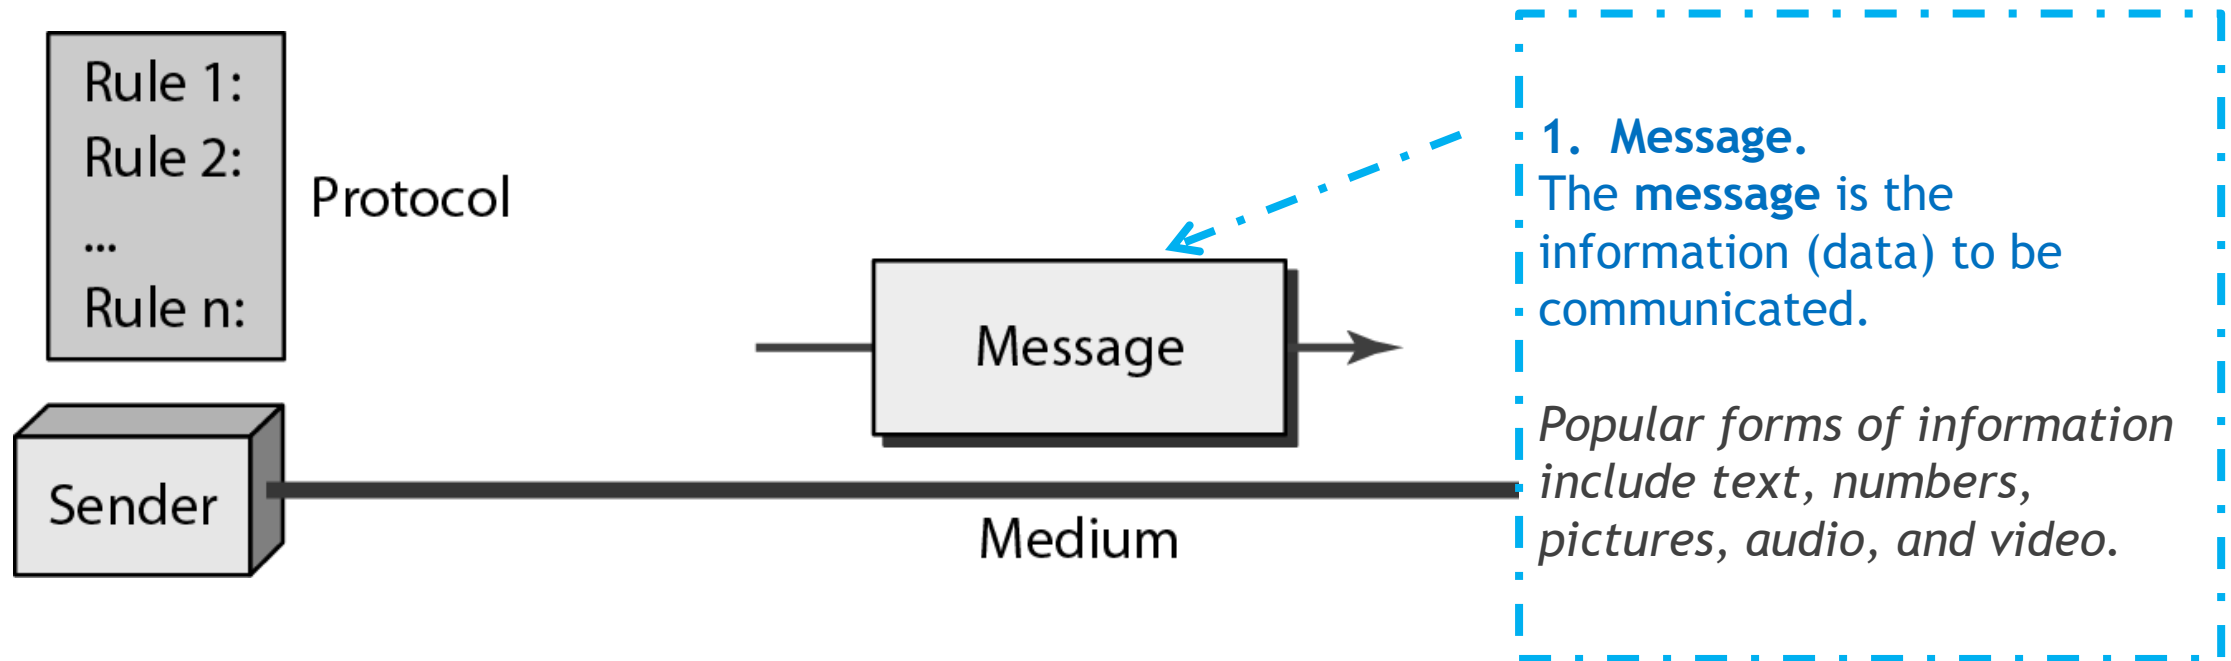 Rule 1:
Rule 2:
...
Rule n:
Protocol
Sender
Message
Medium
1. Message.
The message is the
information (data) to be
communicated.
Popular forms of information
include text, numbers,
pictures, audio, and video.